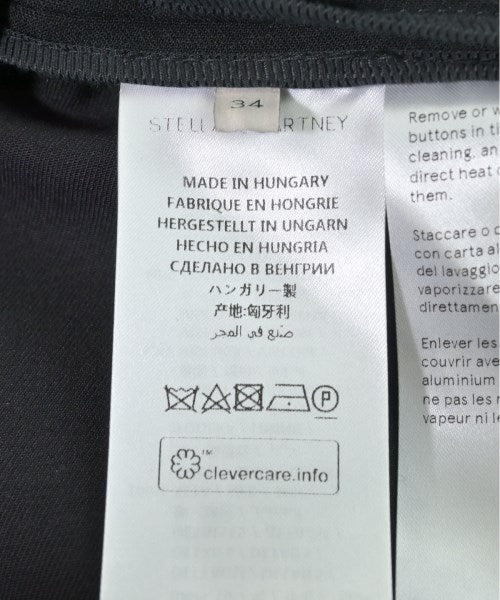 34
STELLA McCARTNEY
MADE IN HUNGARY
FABRIQUE EN HONGRIE
HERGESTELLT IN UNGARN
HECHO EN HUNGRIA
СДЕЛАНО В ВЕНГРИИ
ハンガリー製
产地:匈牙利
صنع في المجر
P
™
clevercare.info
Remove or
buttons in
cleaning, an
direct heat
them.
Staccare o
con carta al
del lavaggio
vaporizzare
direttamen
Enlever les
couvrir ave
aluminium
ne pas les
vapeur ni le